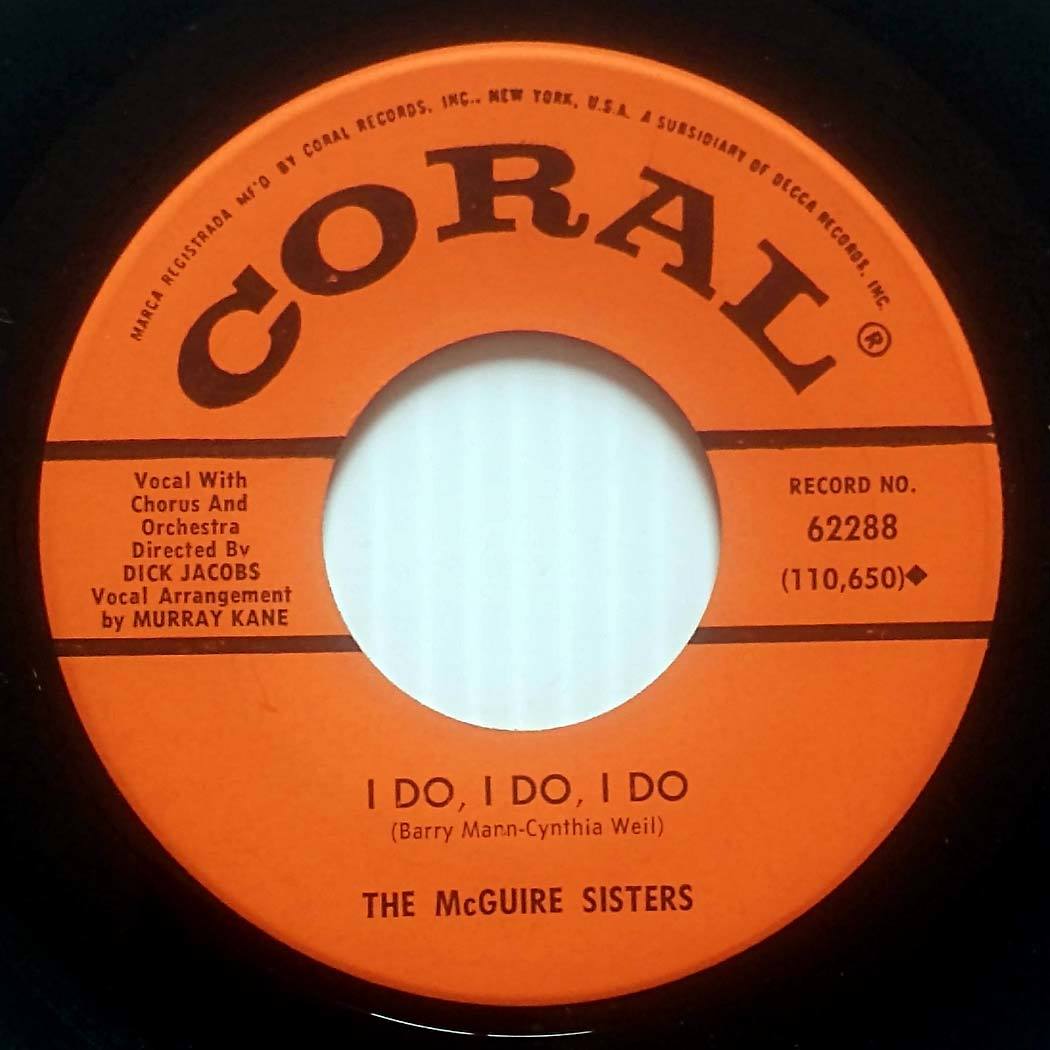 MARCA REGISTRADA MF'D BY CORAL RECORDS, INC., NEW YORK, U.S.A. A SUBSIDIARY OF DECCA RECORDS, INC.
CORAL ®
Vocal With
Chorus And
Orchestra
Directed By
DICK JACOBS
Vocal Arrangement
by MURRAY KANE
RECORD NO.
62288
(110,650)◆
I DO, I DO, I DO
(Barry Mann-Cynthia Weil)
THE McGUIRE SISTERS